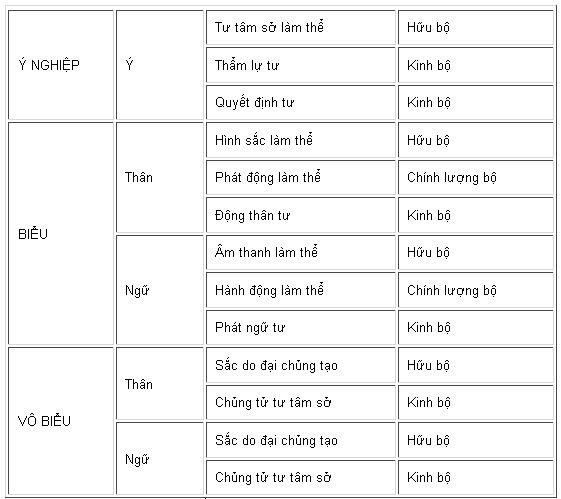 Ý NGHIỆP Ý Tư tâm sở làm thể Hữu bộ
Thẩm lự tư Kinh bộ
Quyết định tư Kinh bộ
BIỂU Thân Hình sắc làm thể Hữu bộ
Phát động làm thể Chính lượng bộ
Động thân tư Kinh bộ
Ngữ Âm thanh làm thể Hữu bộ
Hành động làm thể Chính lượng bộ
Phát ngữ tư Kinh bộ
VÔ BIỂU Thân Sắc do đại chủng tạo Hữu bộ
Chủng tử tư tâm sở Kinh bộ
Ngữ Sắc do đại chủng tạo Hữu bộ
Chủng tử tư tâm sở Kinh bộ